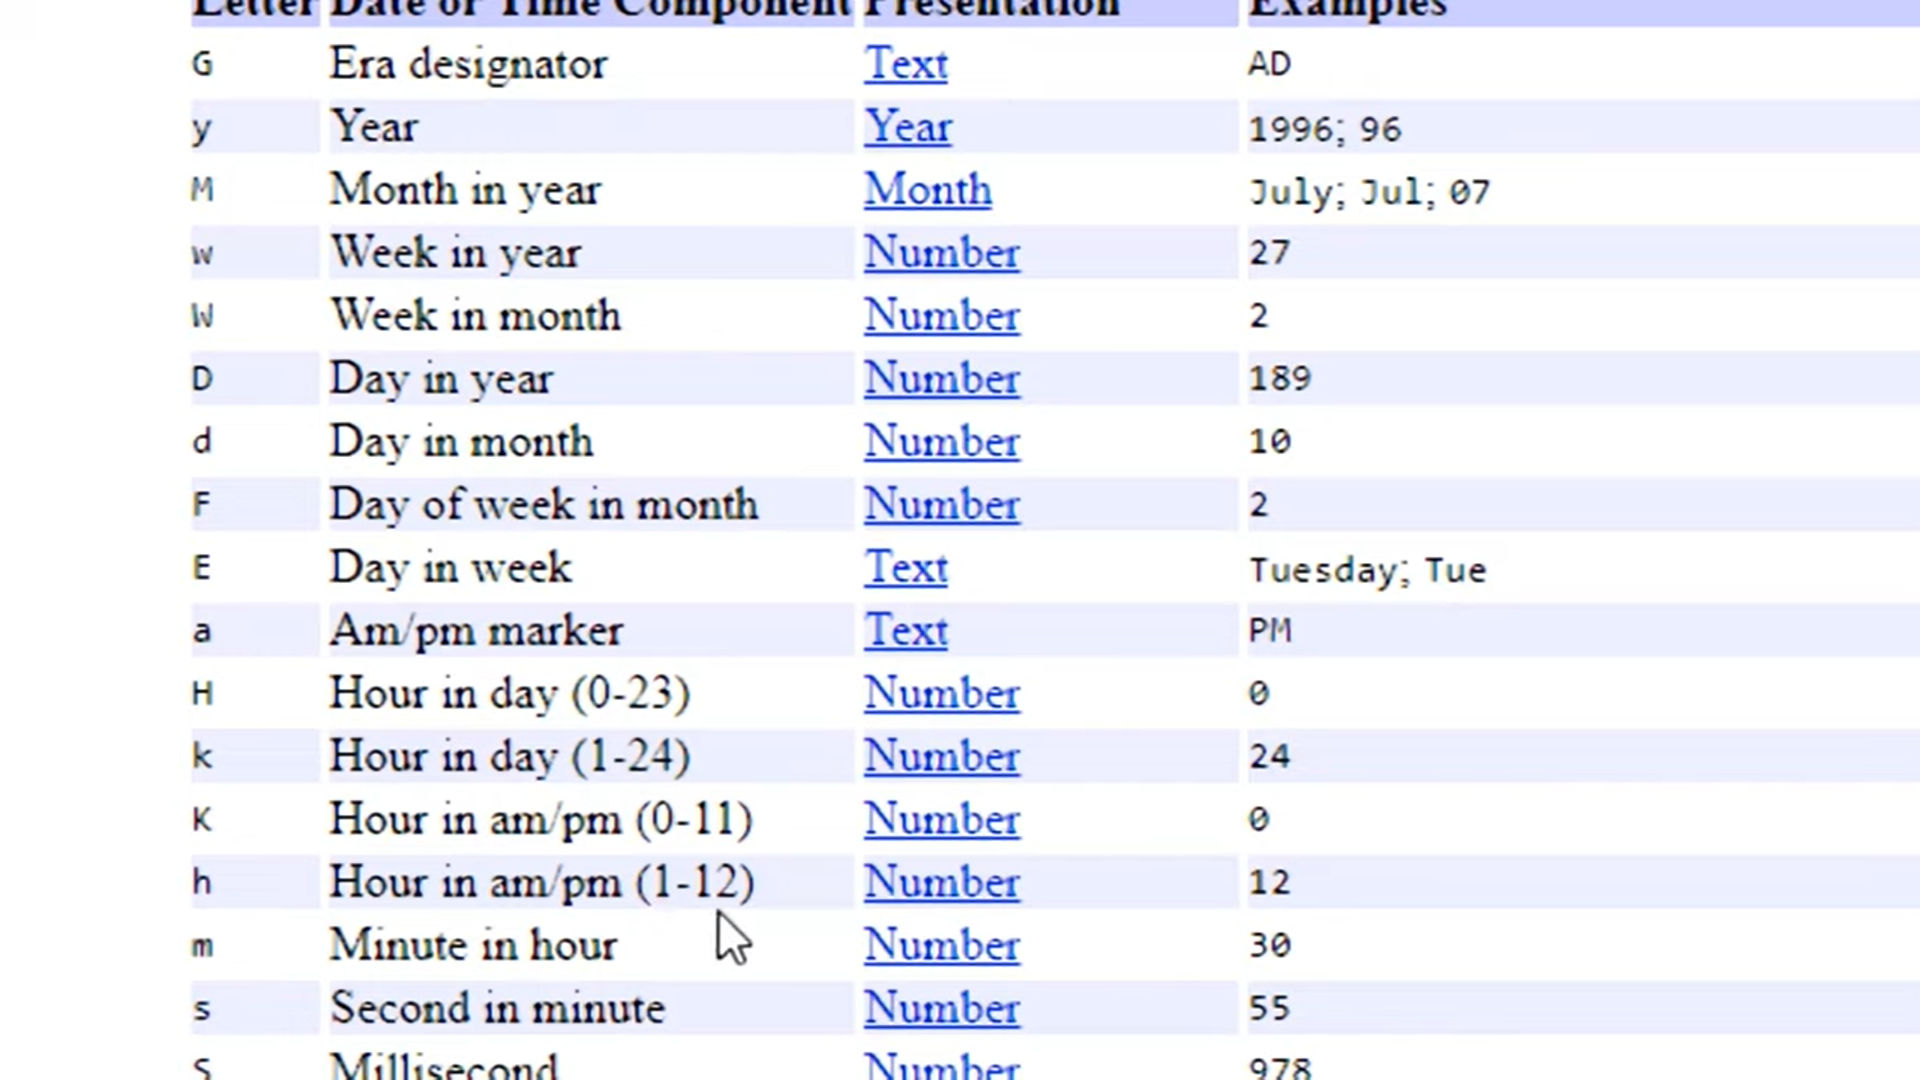 Letter Date or Time Component Presentation Examples
G Era designator Text AD
y Year Year 1996; 96
M Month in year Month July; Jul; 07
w Week in year Number 27
W Week in month Number 2
D Day in year Number 189
d Day in month Number 10
F Day of week in month Number 2
E Day in week Text Tuesday; Tue
a Am/pm marker Text PM
H Hour in day (0-23) Number 0
k Hour in day (1-24) Number 24
K Hour in am/pm (0-11) Number 0
h Hour in am/pm (1-12) Number 12
m Minute in hour Number 30
s Second in minute Number 55
S Millisecond Number 978